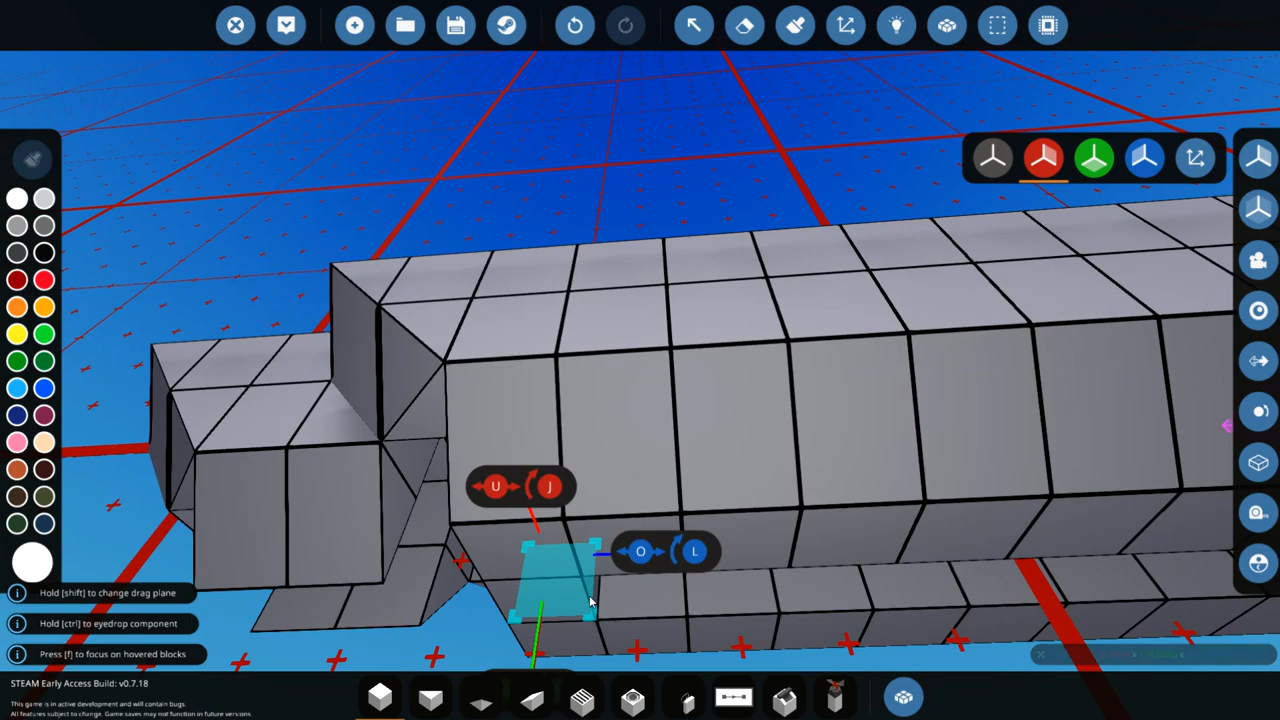 U
J
O
L
Hold [shift] to change drag plane
Hold [ctrl] to eyedrop component
Press [f] to focus on hovered blocks
STEAM Early Access Build: v0.7.18
This game is in active development and will contain bugs.
All features subject to change. Game saves may not function in future versions.